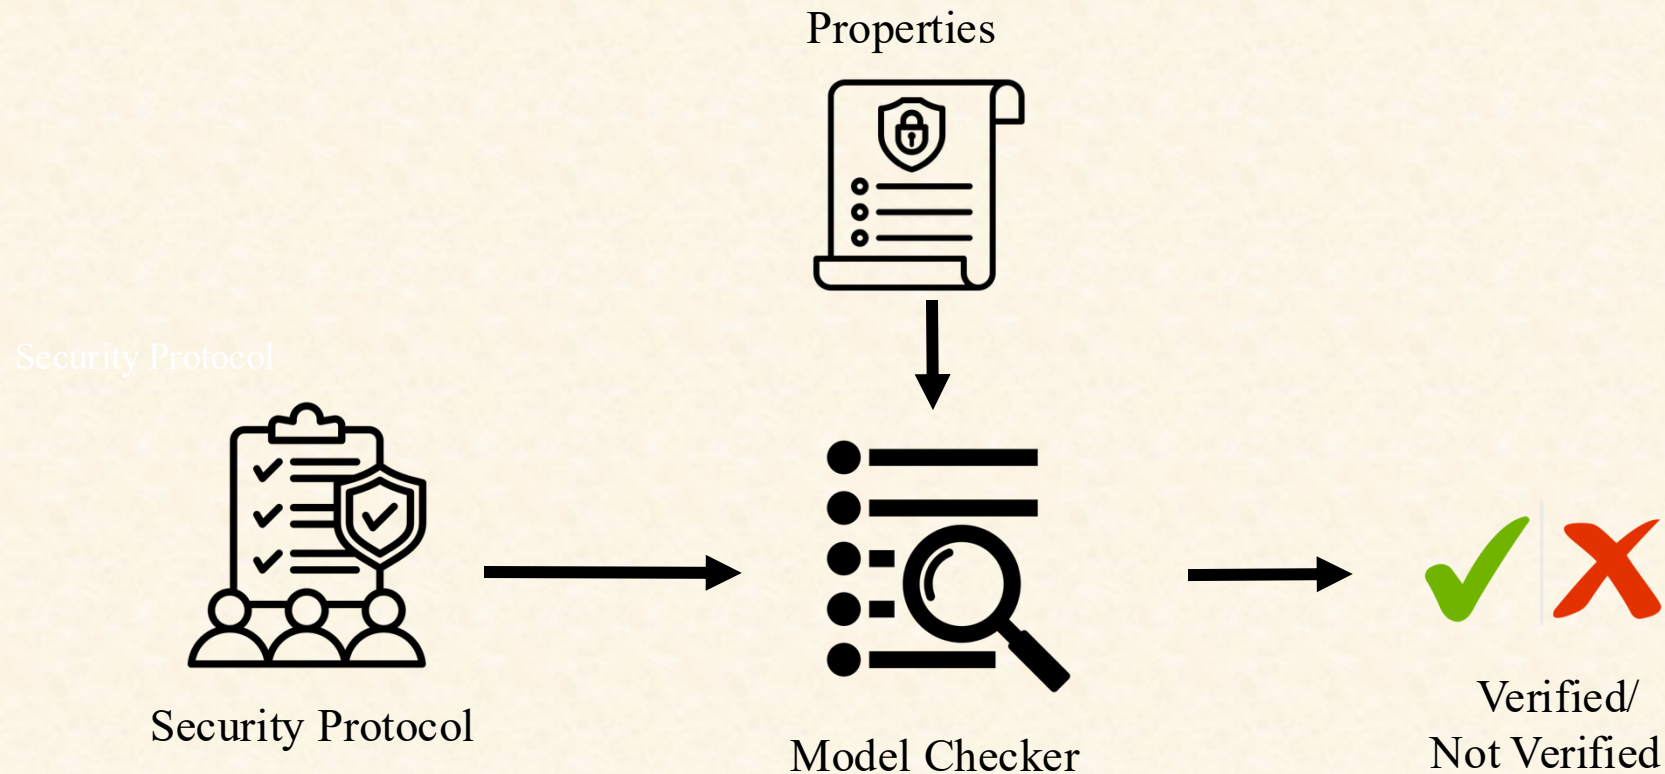 Properties
Security Protocol
Security Protocol
Model Checker
Verified/
Not Verified